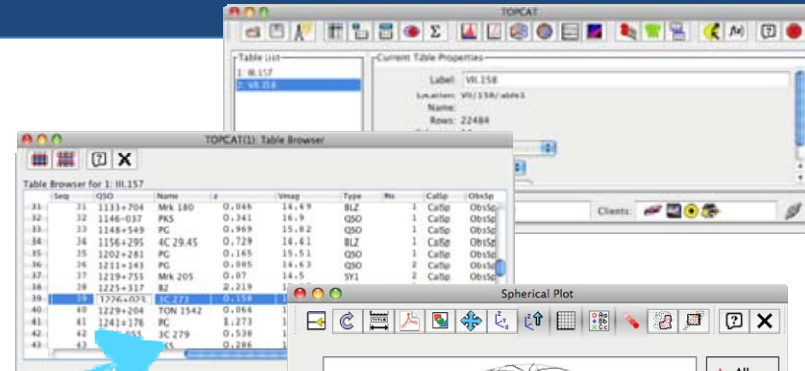 TOPCAT
Σ
f(x)
?
Table List
1: III.157
2: VII.158
Current Table Properties
Label: VII.158
Location: VII/158/table1
Name:
Rows: 22484
Clients:
TOPCAT(1): Table Browser
? X
Table Browser for 1: III.157
Seq QSO Name z Vmag Type Ns CalSp ObsSp
31 31 1133+704 Mrk 180 0.046 14.49 BLZ 1 CalSp ObsSp
32 32 1146-037 PKS 0.341 16.9 QSO 1 CalSp ObsSp
33 33 1148+549 PG 0.969 15.82 QSO 1 CalSp ObsSp
34 34 1156+295 4C 29.45 0.729 14.41 BLZ 1 CalSp ObsSp
35 35 1202+281 PG 0.165 15.51 QSO 1 CalSp ObsSp
36 36 1211+143 PG 0.085 14.63 QSO 2 CalSp ObsSp
37 37 1219+755 Mrk 205 0.07 14.5 SY1 2 CalSp ObsSp
38 38 1225+317 B2 2.219
39 39 1226+023 3C 273 0.158
40 40 1229+204 TON 1542 0.064
41 41 1241+176 PG 1.273
42 42 3C 279 0.538
43 43 0.286
Spherical Plot
? X
All